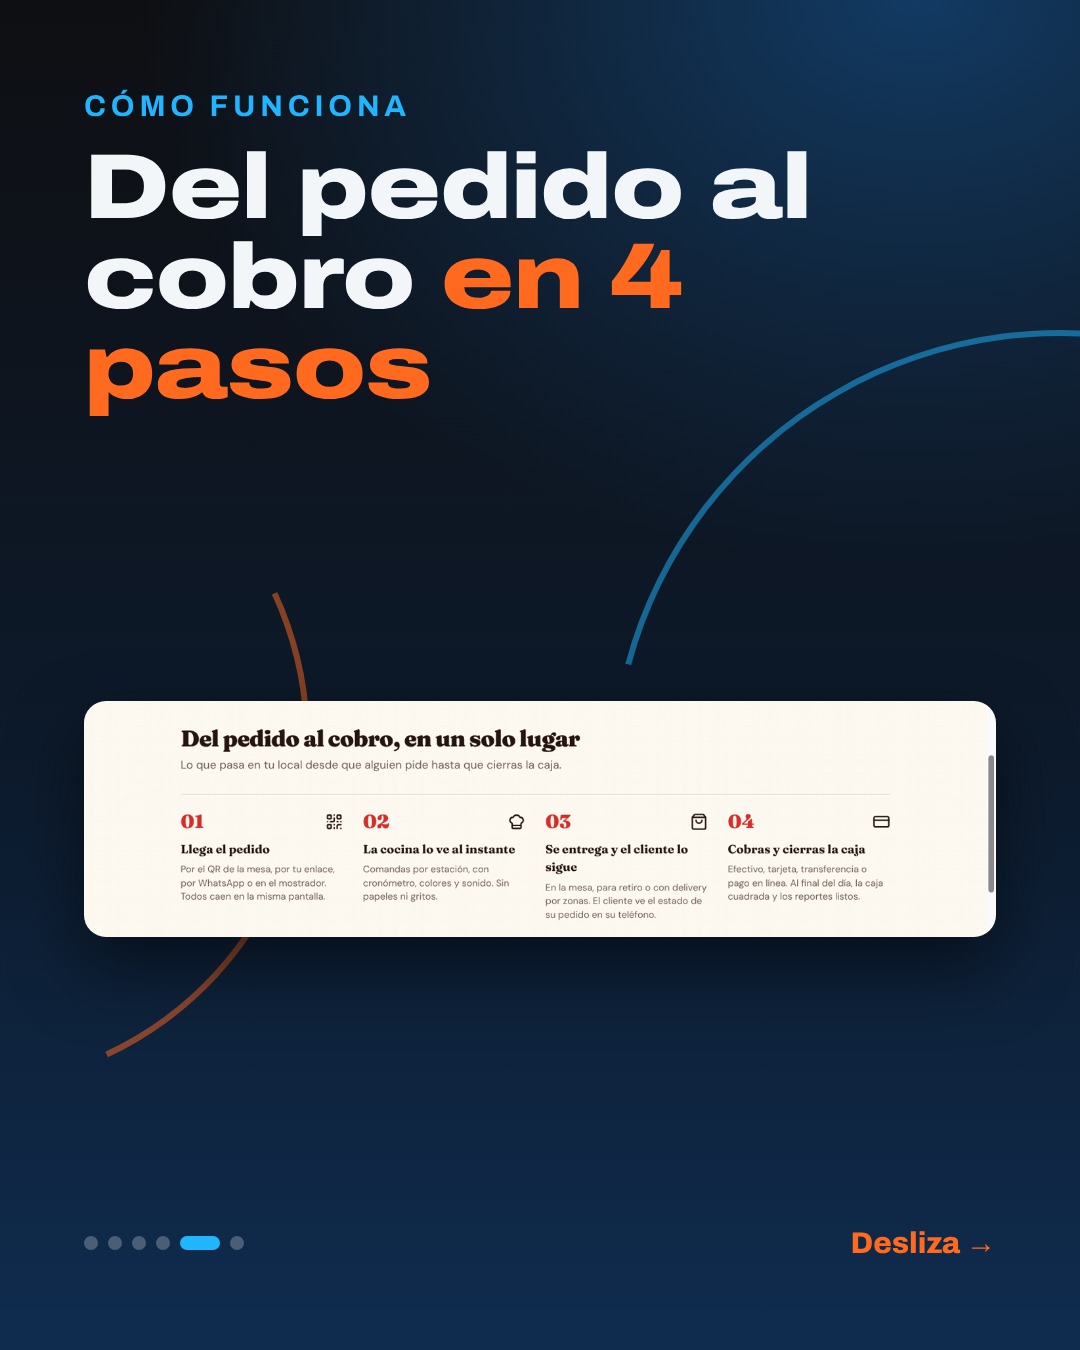 CÓMO FUNCIONA
Del pedido al
cobro en 4
pasos
Del pedido al cobro, en un solo lugar
Lo que pasa en tu local desde que alguien pide hasta que cierras la caja.
01
Llega el pedido
Por el QR de la mesa, por tu enlace,
por WhatsApp o en el mostrador.
Todos caen en la misma pantalla.
02
La cocina lo ve al instante
Comandas por estación, con
cronómetro, colores y sonido. Sin
papeles ni gritos.
03
Se entrega y el cliente lo
sigue
En la mesa, para retiro o con delivery
por zonas. El cliente ve el estado de
su pedido en su teléfono.
04
Cobras y cierras la caja
Efectivo, tarjeta, transferencia o
pago en línea. Al final del día, la caja
cuadrada y los reportes listos.
Desliza →